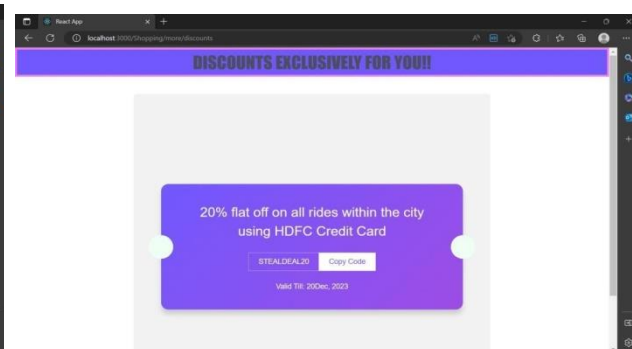 React App
localhost:3000/Shopping/more/discounts
DISCOUNTS EXCLUSIVELY FOR YOU!!
20% flat off on all rides within the city
using HDFC Credit Card
STEALDEAL20 Copy Code
Valid Till: 20Dec, 2023